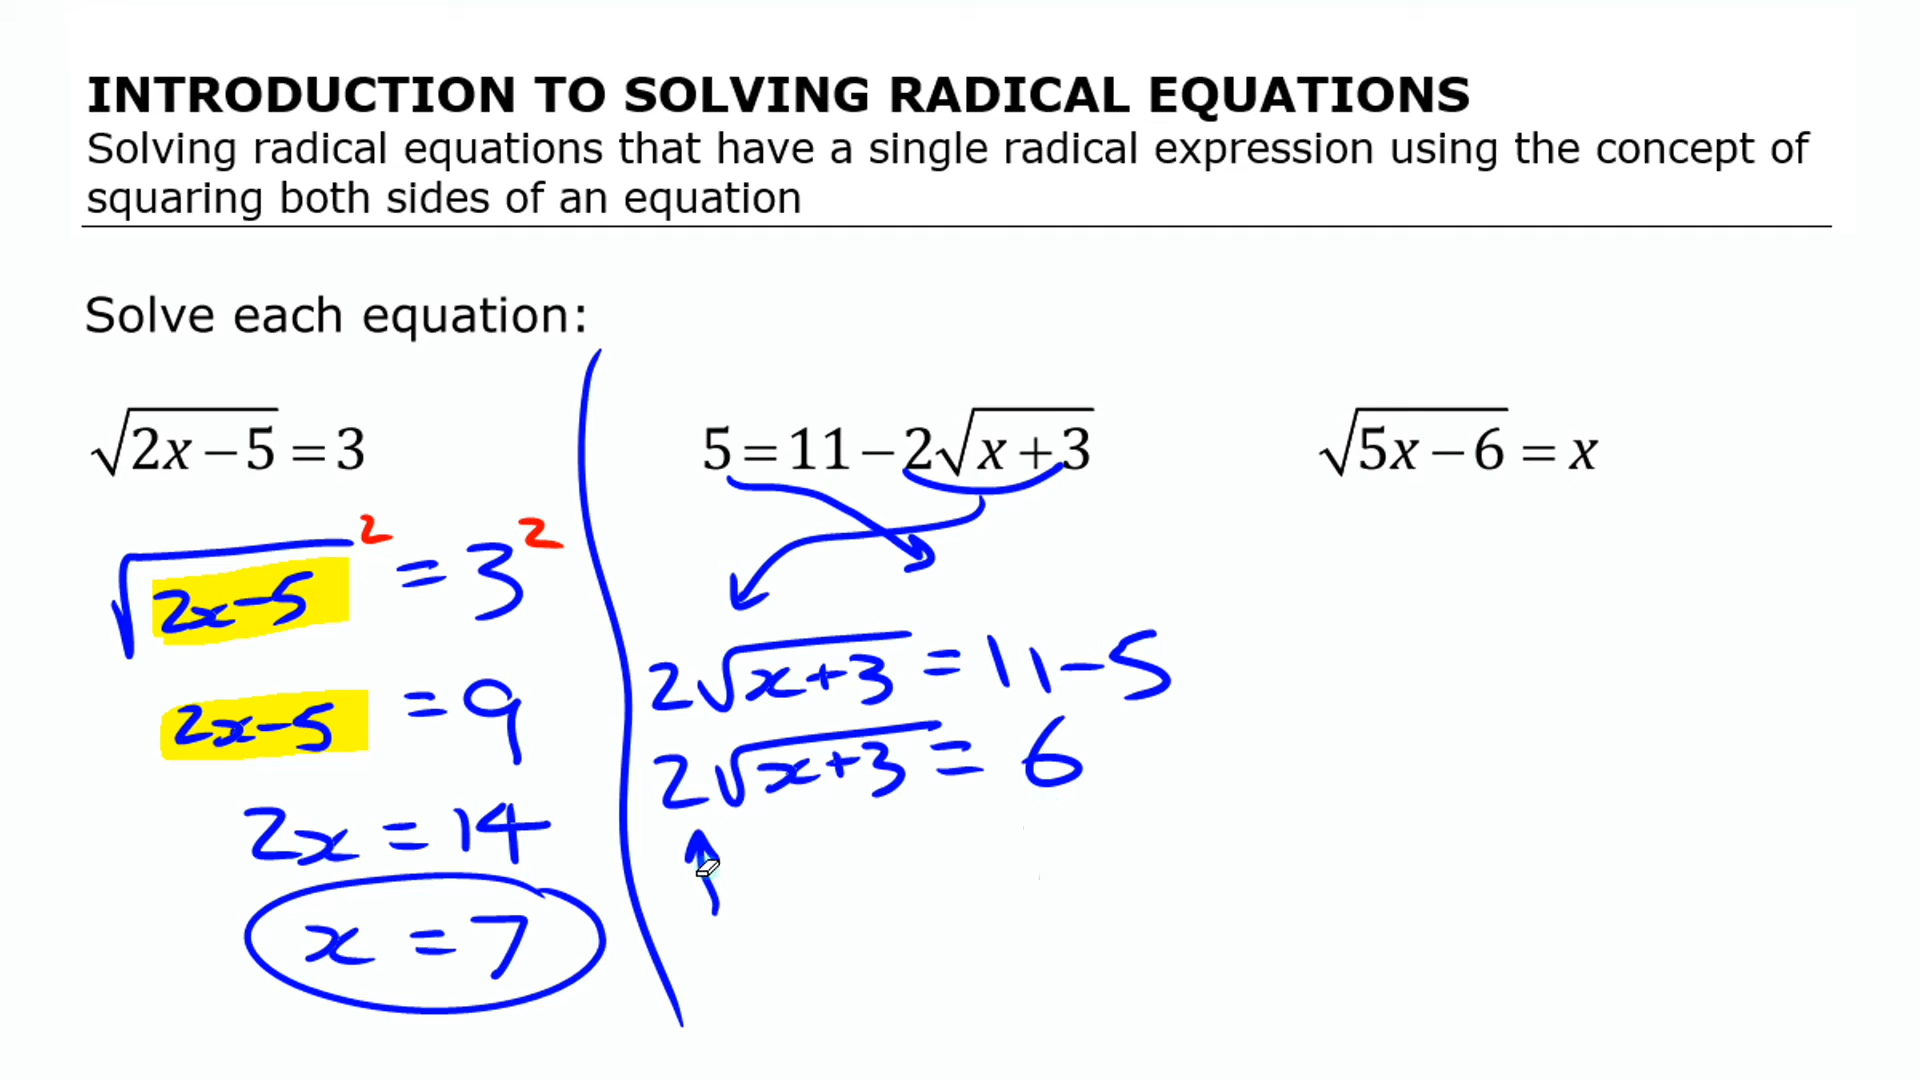 INTRODUCTION TO SOLVING RADICAL EQUATIONS
Solving radical equations that have a single radical expression using the concept of
squaring both sides of an equation
Solve each equation:
√(2x−5) = 3
√(2x−5)² = 3²
2x−5 = 9
2x = 14
x = 7
5 = 11 − 2√(x+3)
2√(x+3) = 11−5
2√(x+3) = 6
√(5x−6) = x